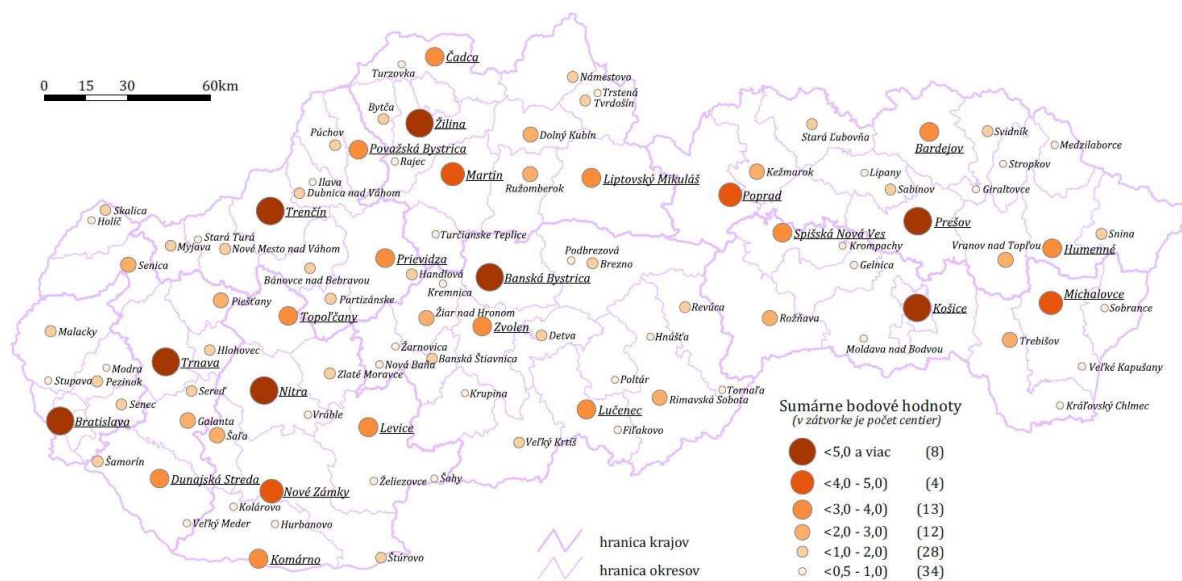 Čadca
Turzovka
0 15 30 60km
Námestovo
Trstená
Tvrdošín
Bytča
Žilina
Dolný Kubín
Púchov
Považská Bystrica
Rajec
Martin
Ružomberok
Liptovský Mikuláš
Stará Ľubovňa
Bardejov
Svidník
Medzilaborce
Stropkov
Kežmarok
Lipany
Sabinov
Giraltovce
Poprad
Prešov
Ilava
Dubnica nad Váhom
Trenčín
Skalica
Holíč
Stará Turá
Myjava
Nové Mesto nad Váhom
Turčianske Teplice
Spišská Nová Ves
Krompachy
Vranov nad Topľou
Snina
Humenné
Gelnica
Senica
Bánovce nad Bebravou
Prievidza
Handlová
Kremnica
Podbrezová
Brezno
Banská Bystrica
Piešťany
Partizánske
Topoľčany
Žiar nad Hronom
Zvolen
Detva
Revúca
Rožňava
Košice
Michalovce
Sobrance
Malacky
Hlohovec
Žarnovica
Nová Baňa
Banská Štiavnica
Hnúšťa
Moldava nad Bodvou
Trebišov
Trnava
Modra
Stupava
Pezinok
Sereď
Nitra
Zlaté Moravce
Krupina
Poltár
Tornaľa
Rimavská Sobota
Veľké Kapušany
Kráľovský Chlmec
Senec
Bratislava
Galanta
Šaľa
Vráble
Levice
Lučenec
Fiľakovo
Veľký Krtíš
Šamorín
Dunajská Streda
Nové Zámky
Želiezovce
Šahy
Kolárovo
Veľký Meder
Hurbanovo
Komárno
Štúrovo
hranica krajov
hranica okresov
Sumárne bodové hodnoty
(v zátvorke je počet centier)
<5,0 a viac (8)
<4,0 - 5,0) (4)
<3,0 - 4,0) (13)
<2,0 - 3,0) (12)
<1,0 - 2,0) (28)
<0,5 - 1,0) (34)